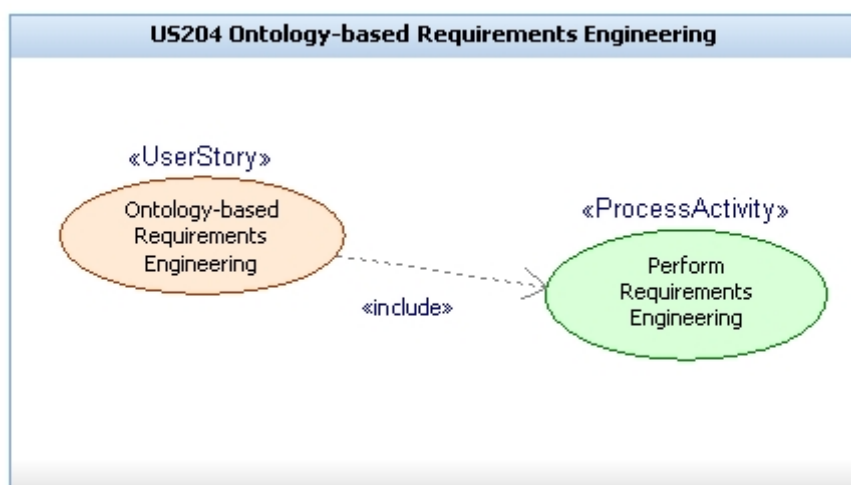 US204 Ontology-based Requirements Engineering
«UserStory»
Ontology-based
Requirements
Engineering
«ProcessActivity»
Perform
Requirements
Engineering
«include»